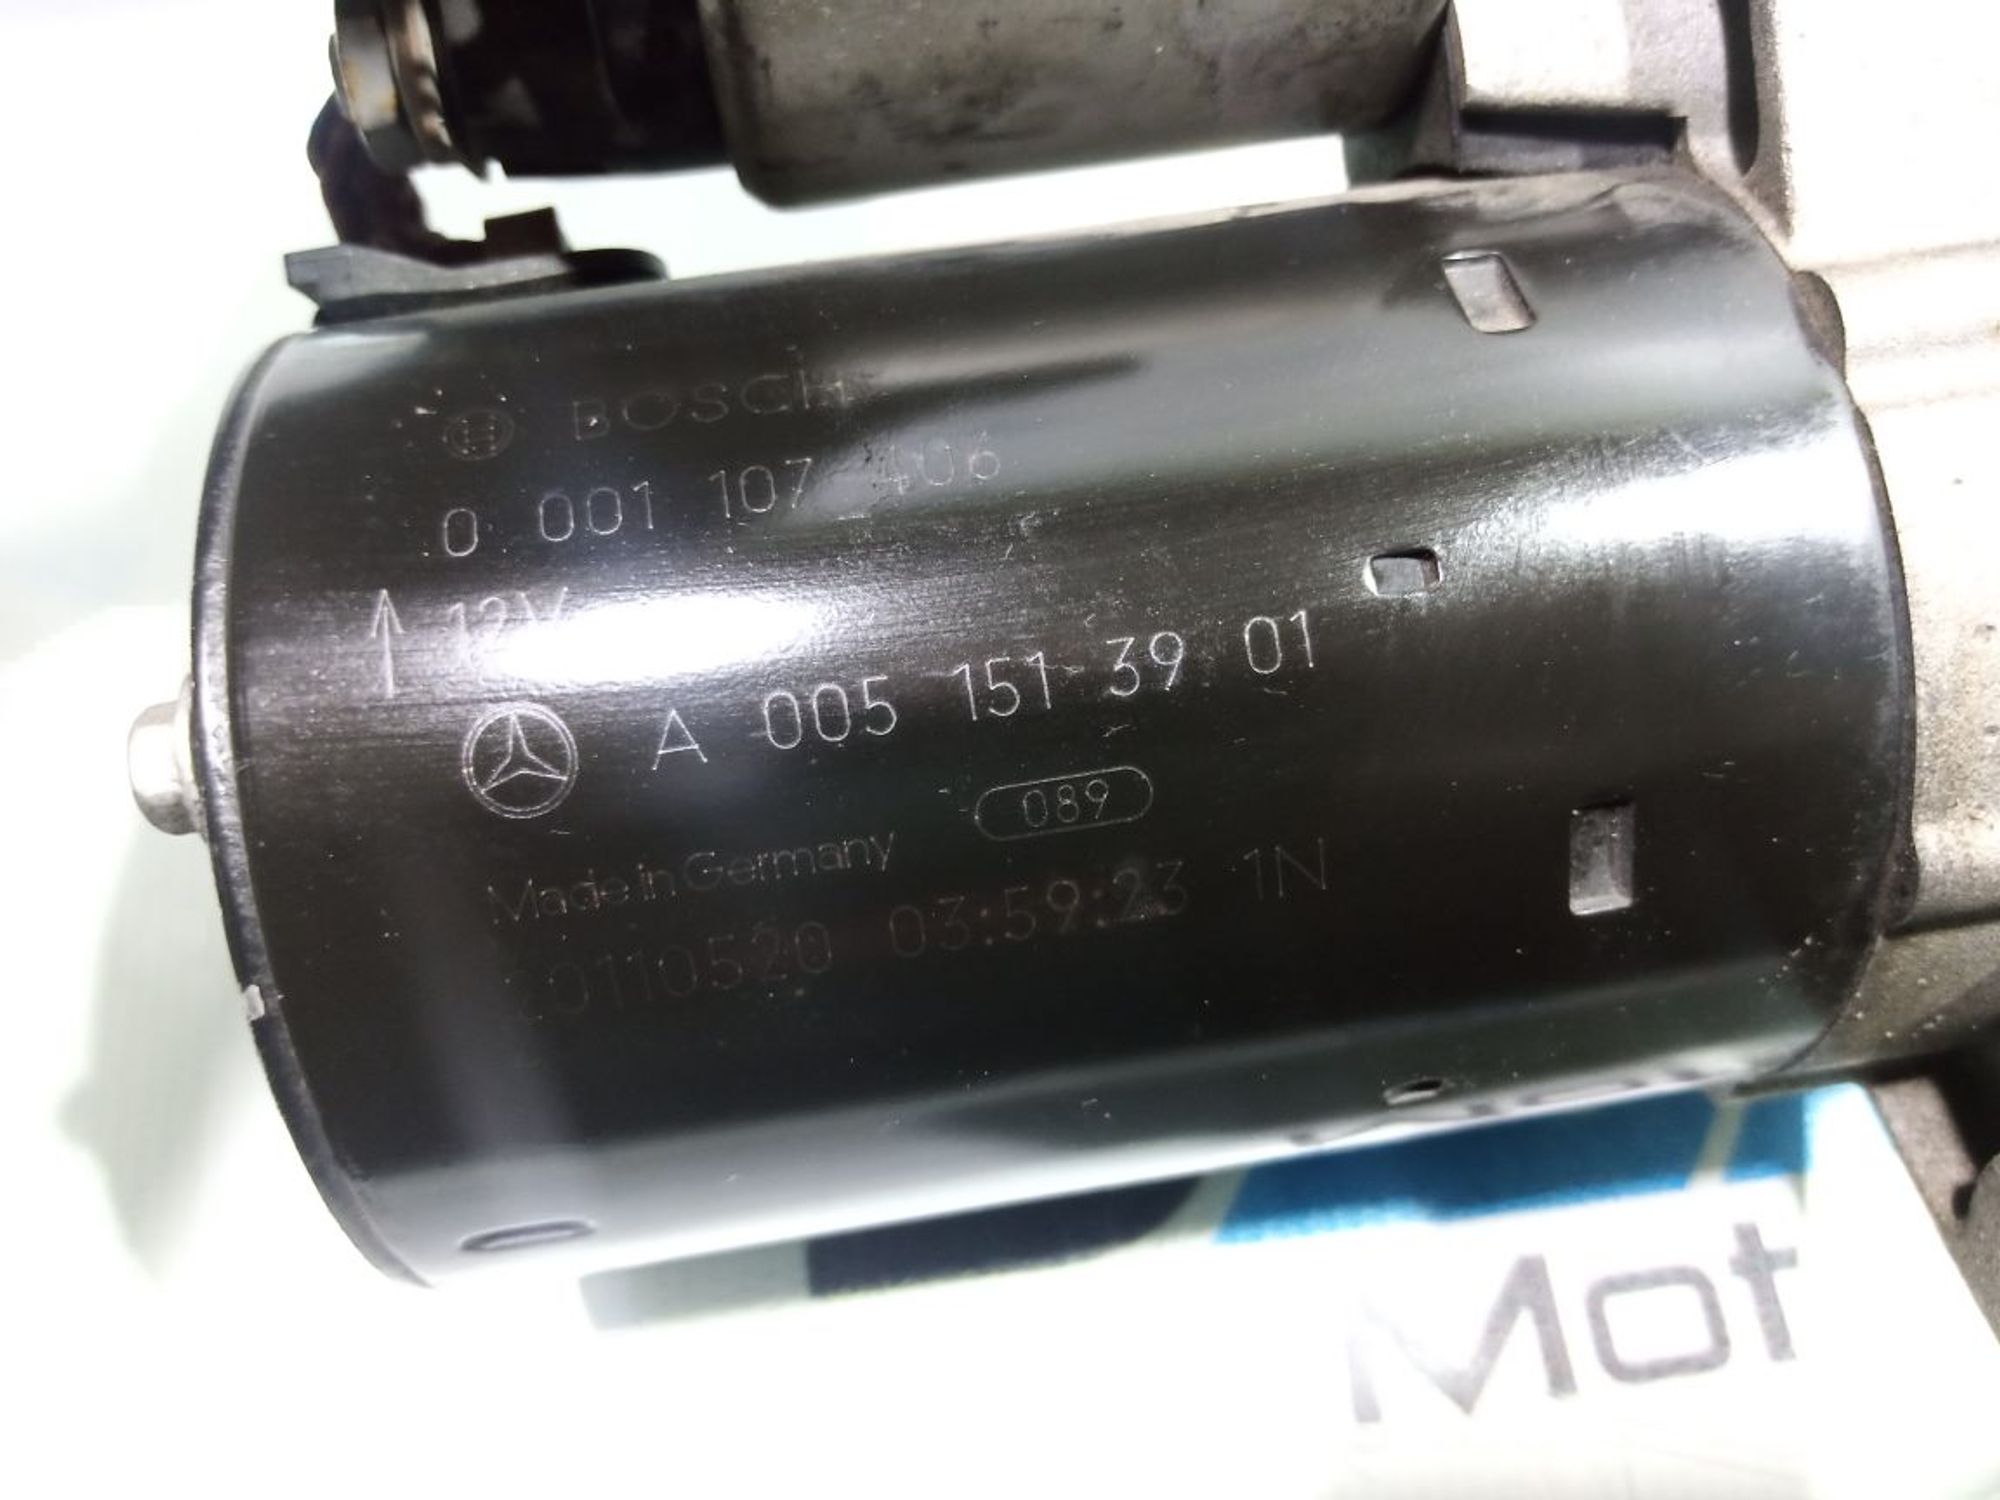 BOSCH
0 001 107 406
12V
A 005 151 39 01
089
Made in Germany
20110520 03:59:23 1N
Mot